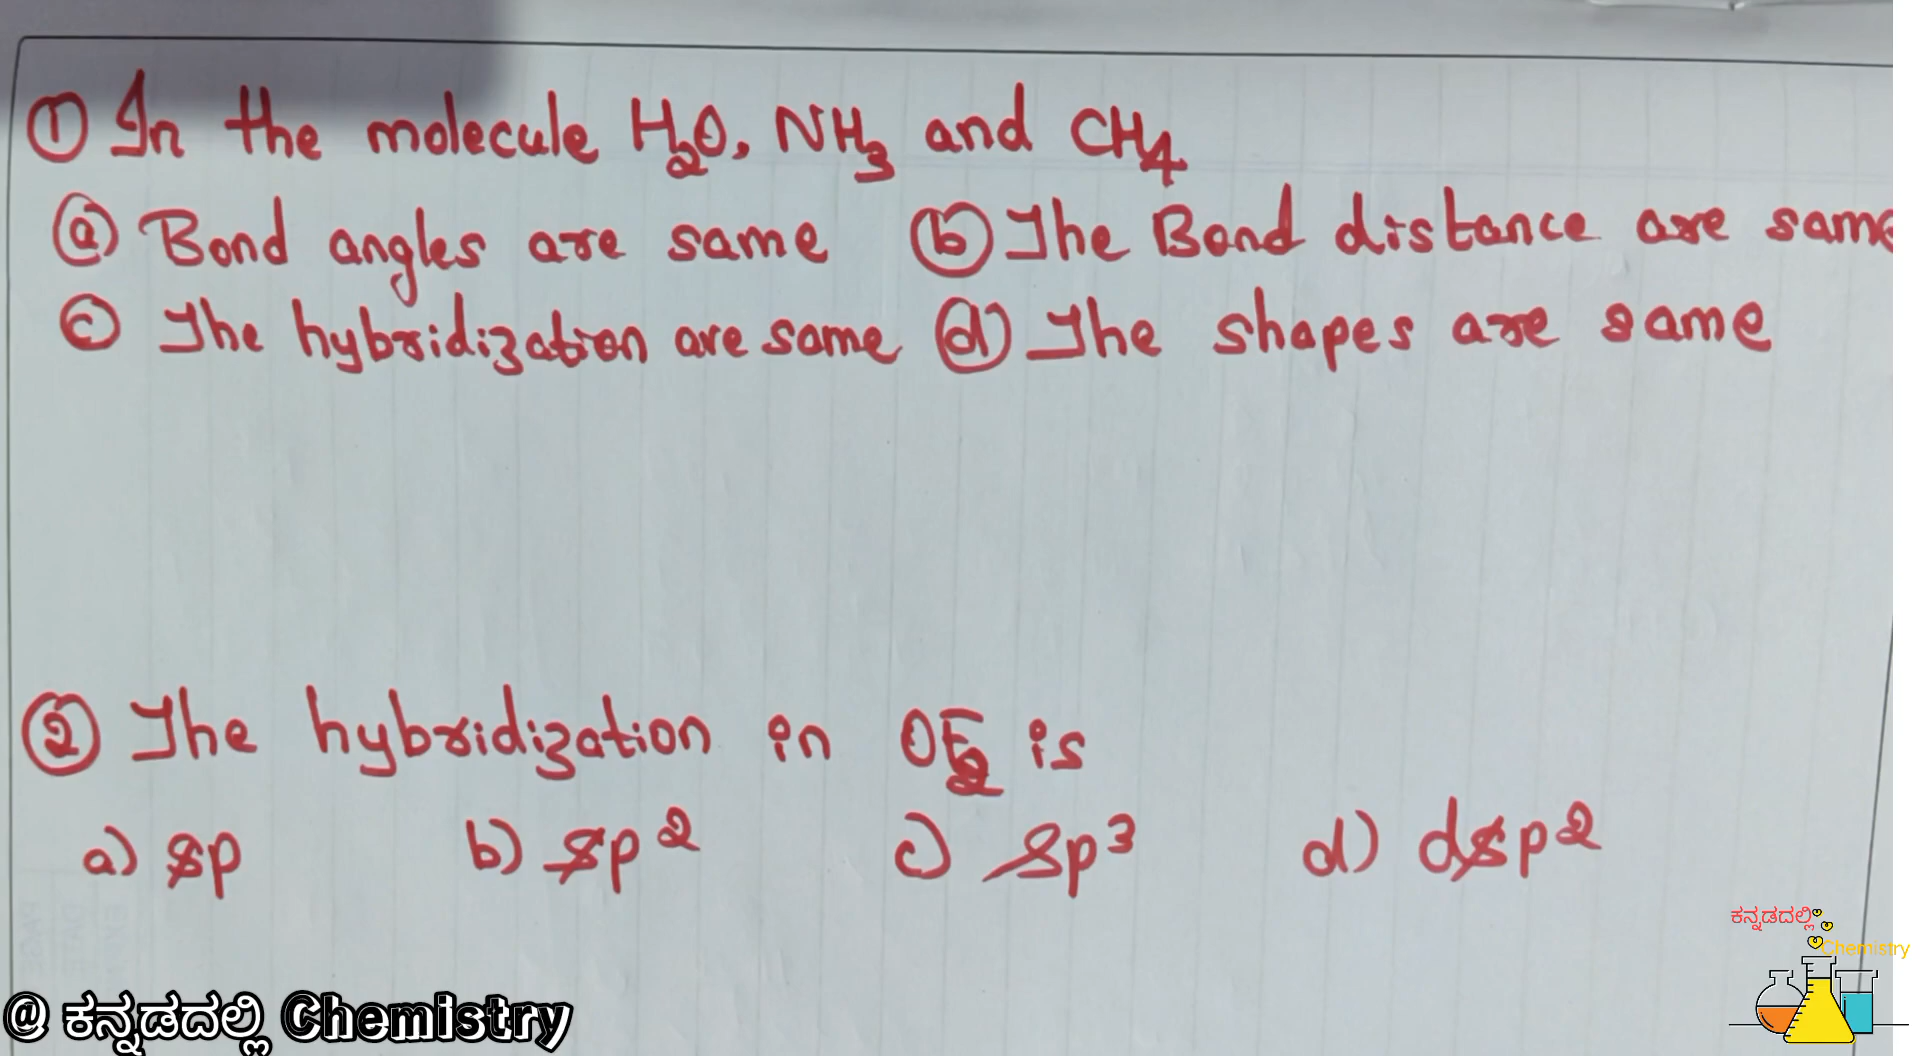 ① In the molecule H₂O, NH₃ and CH₄
ⓐ Bond angles are same ⓑ The Bond distance are same
ⓒ The hybridization are same ⓓ The shapes are same
② The hybridization in OF₂ is
a) sp b) sp² c) sp³ d) dsp²
ಕನ್ನಡದಲ್ಲಿ
Chemistry
@ ಕನ್ನಡದಲ್ಲಿ Chemistry